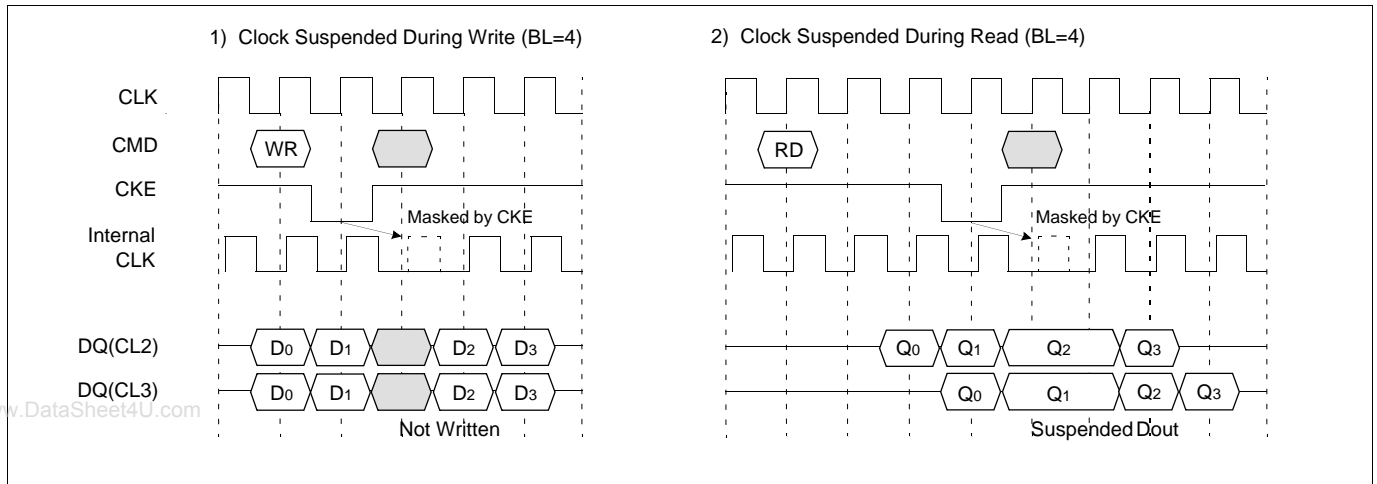 1) Clock Suspended During Write (BL=4)
2) Clock Suspended During Read (BL=4)
CLK
CMD
WR
RD
CKE
Masked by CKE
Masked by CKE
Internal
CLK
DQ(CL2)
D0 D1 D2 D3
Q0 Q1 Q2 Q3
DQ(CL3)
D0 D1 D2 D3
Q0 Q1 Q2 Q3
w.DataSheet4U.com
Not Written
Suspended Dout